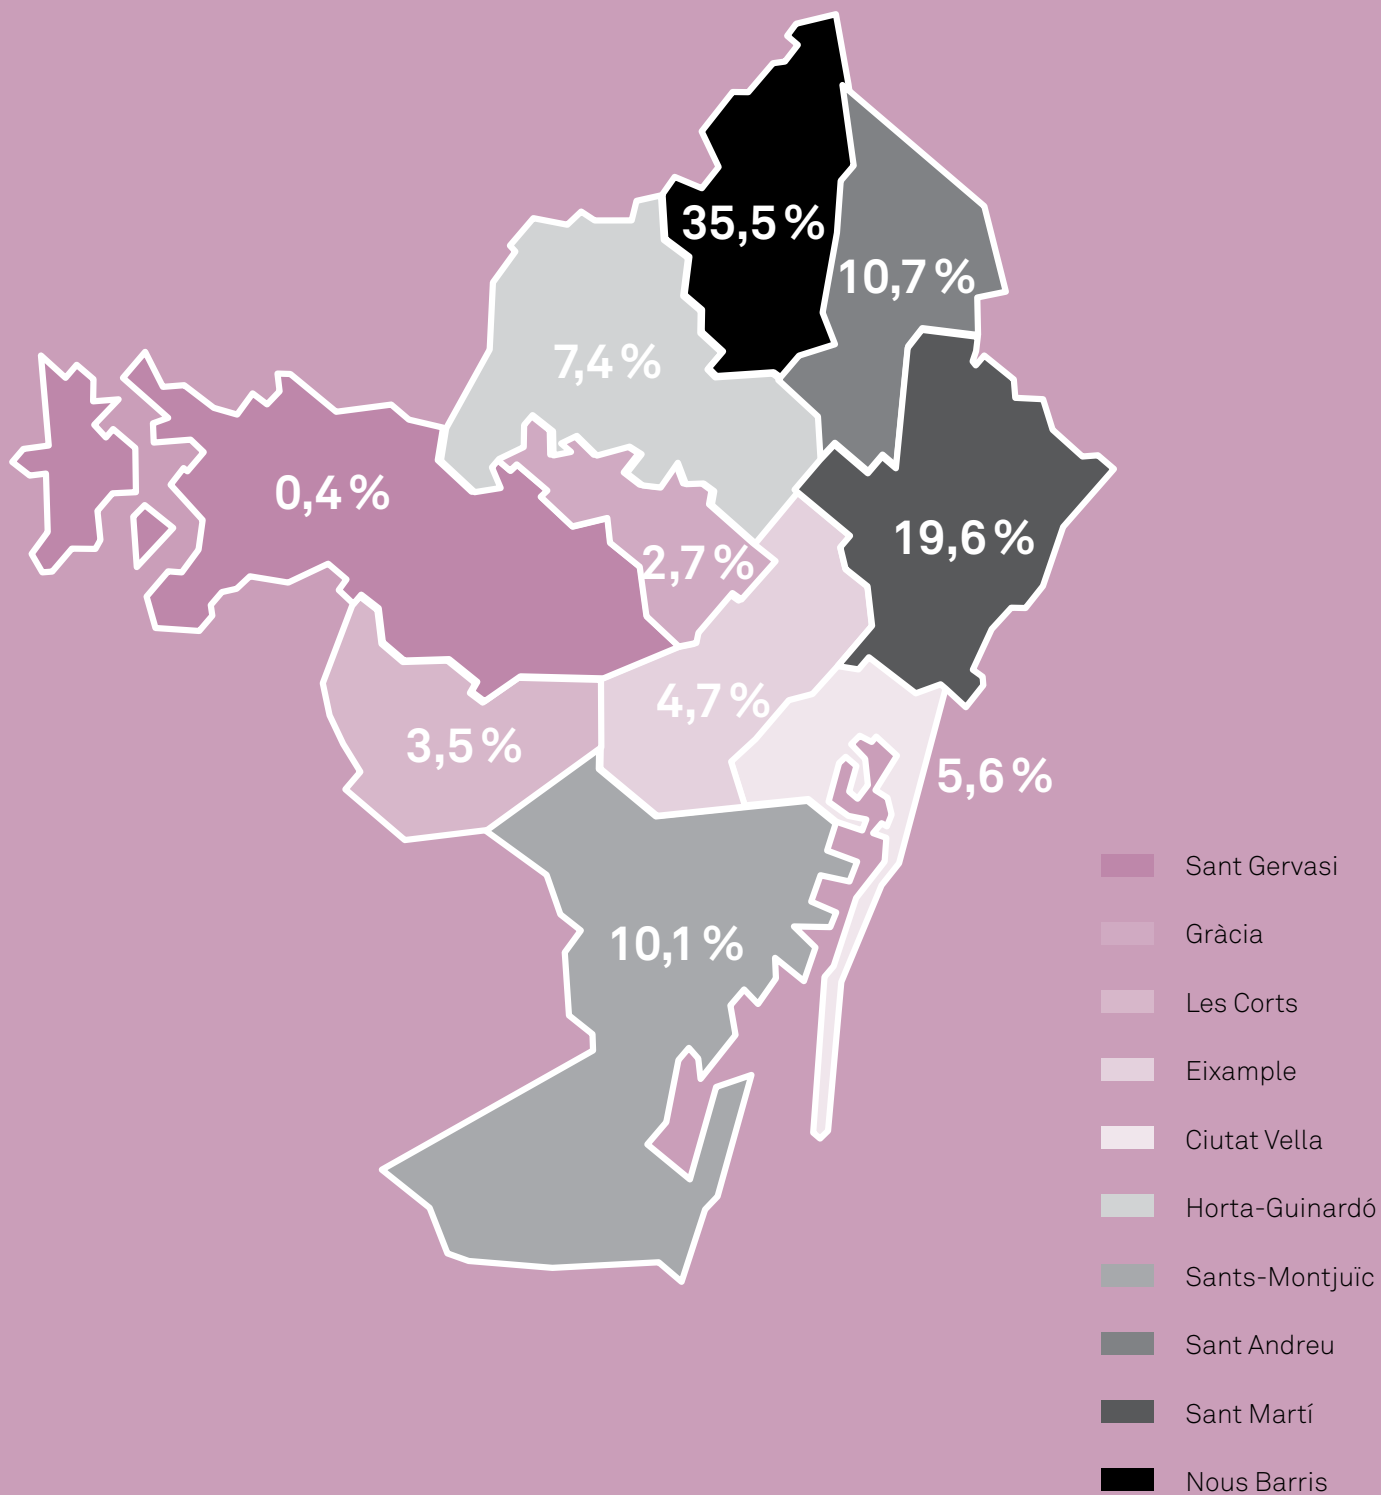 35,5 %
10,7 %
7,4 %
0,4 %
19,6 %
2,7 %
4,7 %
3,5 %
5,6 %
10,1 %
Sant Gervasi
Gràcia
Les Corts
Eixample
Ciutat Vella
Horta-Guinardó
Sants-Montjuïc
Sant Andreu
Sant Martí
Nous Barris